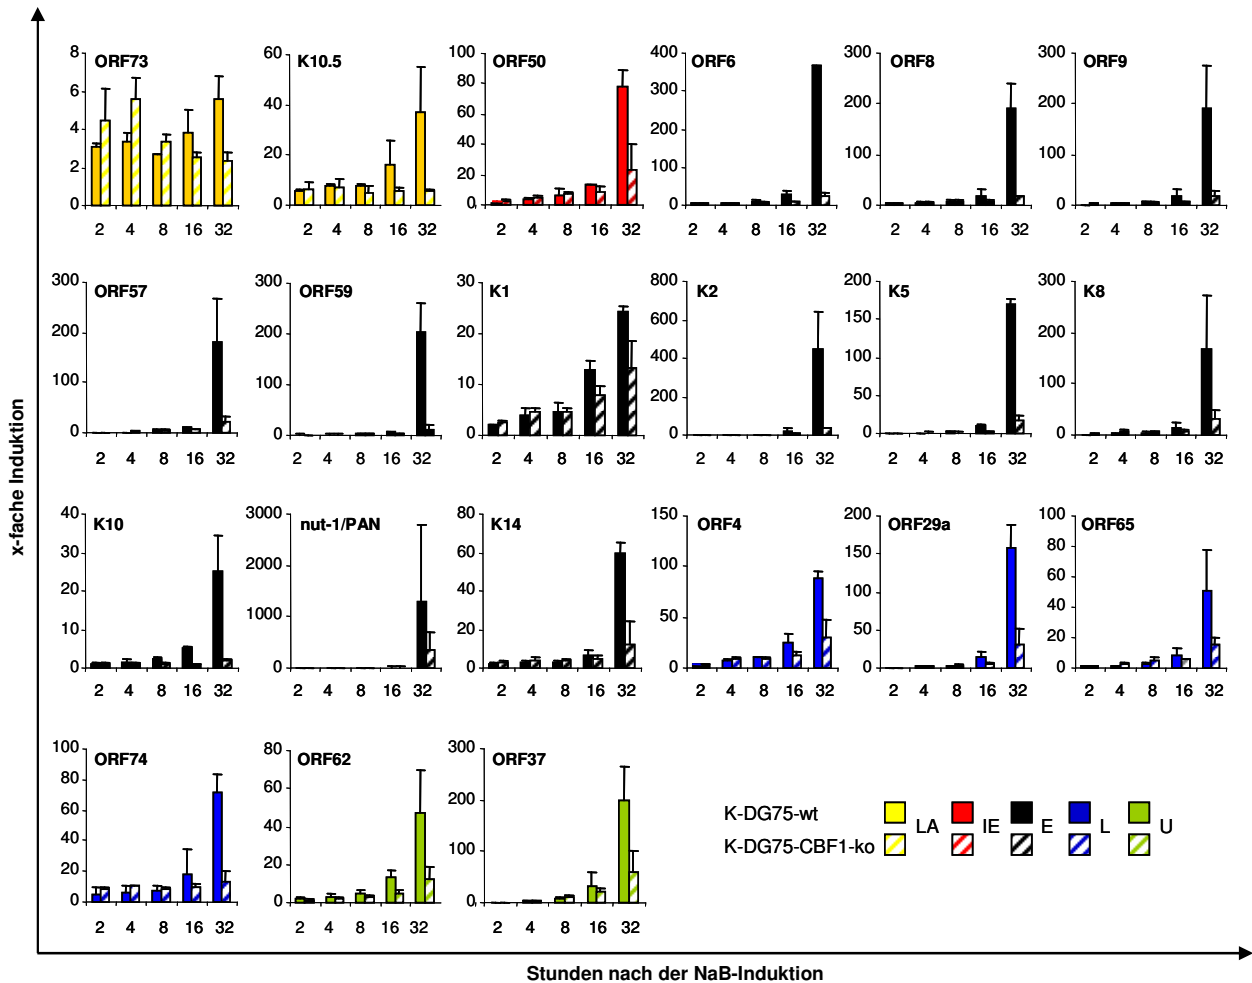 x-fache Induktion
ORF73
8
6
4
2
0
2 4 8 16 32
K10.5
60
40
20
0
2 4 8 16 32
ORF50
100
80
60
40
20
0
2 4 8 16 32
ORF6
400
300
200
100
0
2 4 8 16 32
ORF8
300
200
100
0
2 4 8 16 32
ORF9
300
200
100
0
2 4 8 16 32
ORF57
300
200
100
0
2 4 8 16 32
ORF59
300
200
100
0
2 4 8 16 32
K1
30
20
10
0
2 4 8 16 32
K2
800
600
400
200
0
2 4 8 16 32
K5
200
150
100
50
0
2 4 8 16 32
K8
300
200
100
0
2 4 8 16 32
K10
40
30
20
10
0
2 4 8 16 32
nut-1/PAN
3000
2000
1000
0
2 4 8 16 32
K14
80
60
40
20
0
2 4 8 16 32
ORF4
150
100
50
0
2 4 8 16 32
ORF29a
200
150
100
50
0
2 4 8 16 32
ORF65
100
80
60
40
20
0
2 4 8 16 32
ORF74
100
80
60
40
20
0
2 4 8 16 32
ORF62
80
60
40
20
0
2 4 8 16 32
ORF37
300
200
100
0
2 4 8 16 32
K-DG75-wt
K-DG75-CBF1-ko
LA IE E L U
Stunden nach der NaB-Induktion